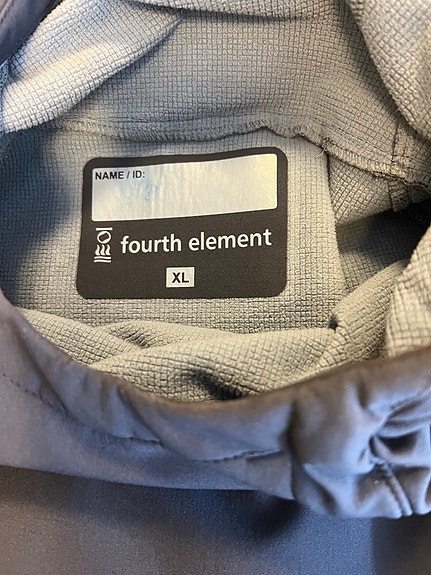 NAME / ID:
fourth element
XL